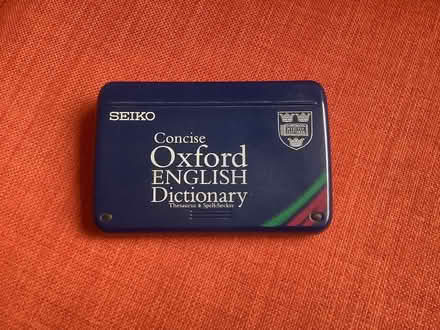 SEIKO
Concise
Oxford
ENGLISH
Dictionary
Thesaurus & Spellchecker